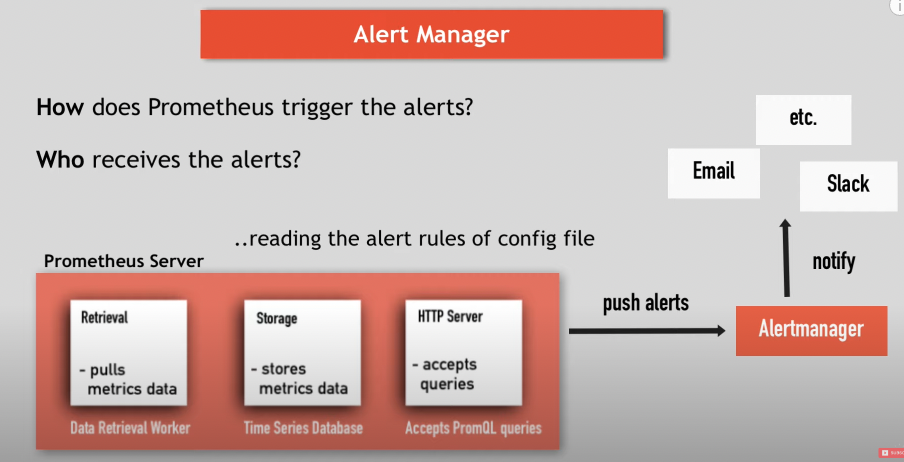 Alert Manager
How does Prometheus trigger the alerts?
Who receives the alerts?
etc.
Email
Slack
..reading the alert rules of config file
Prometheus Server
notify
Retrieval
- pulls
metrics data
Data Retrieval Worker
Storage
- stores
metrics data
Time Series Database
HTTP Server
- accepts
queries
Accepts PromQL queries
push alerts
Alertmanager